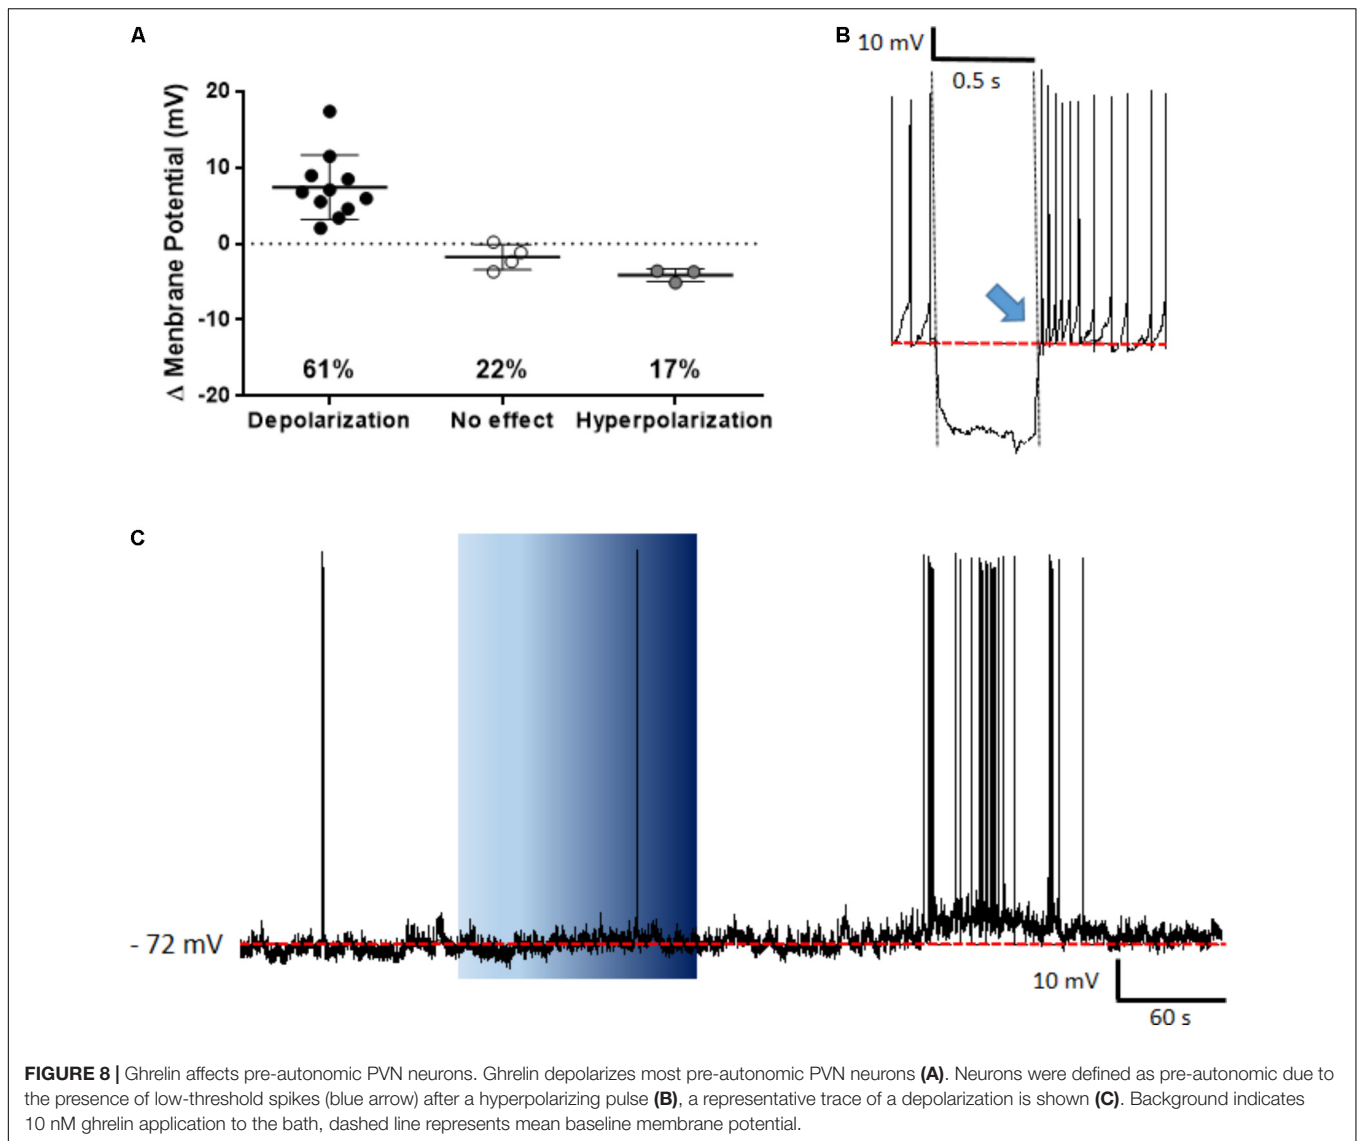 A
B
10 mV
0.5 s
Δ Menbrane Potential (mV)
20
10
0
-10
-20
61%
22%
17%
Depolarization
No effect
Hyperpolarization
C
- 72 mV
10 mV
60 s
FIGURE 8 | Ghrelin affects pre-autonomic PVN neurons. Ghrelin depolarizes most pre-autonomic PVN neurons (A). Neurons were defined as pre-autonomic due to
the presence of low-threshold spikes (blue arrow) after a hyperpolarizing pulse (B), a representative trace of a depolarization is shown (C). Background indicates
10 nM ghrelin application to the bath, dashed line represents mean baseline membrane potential.